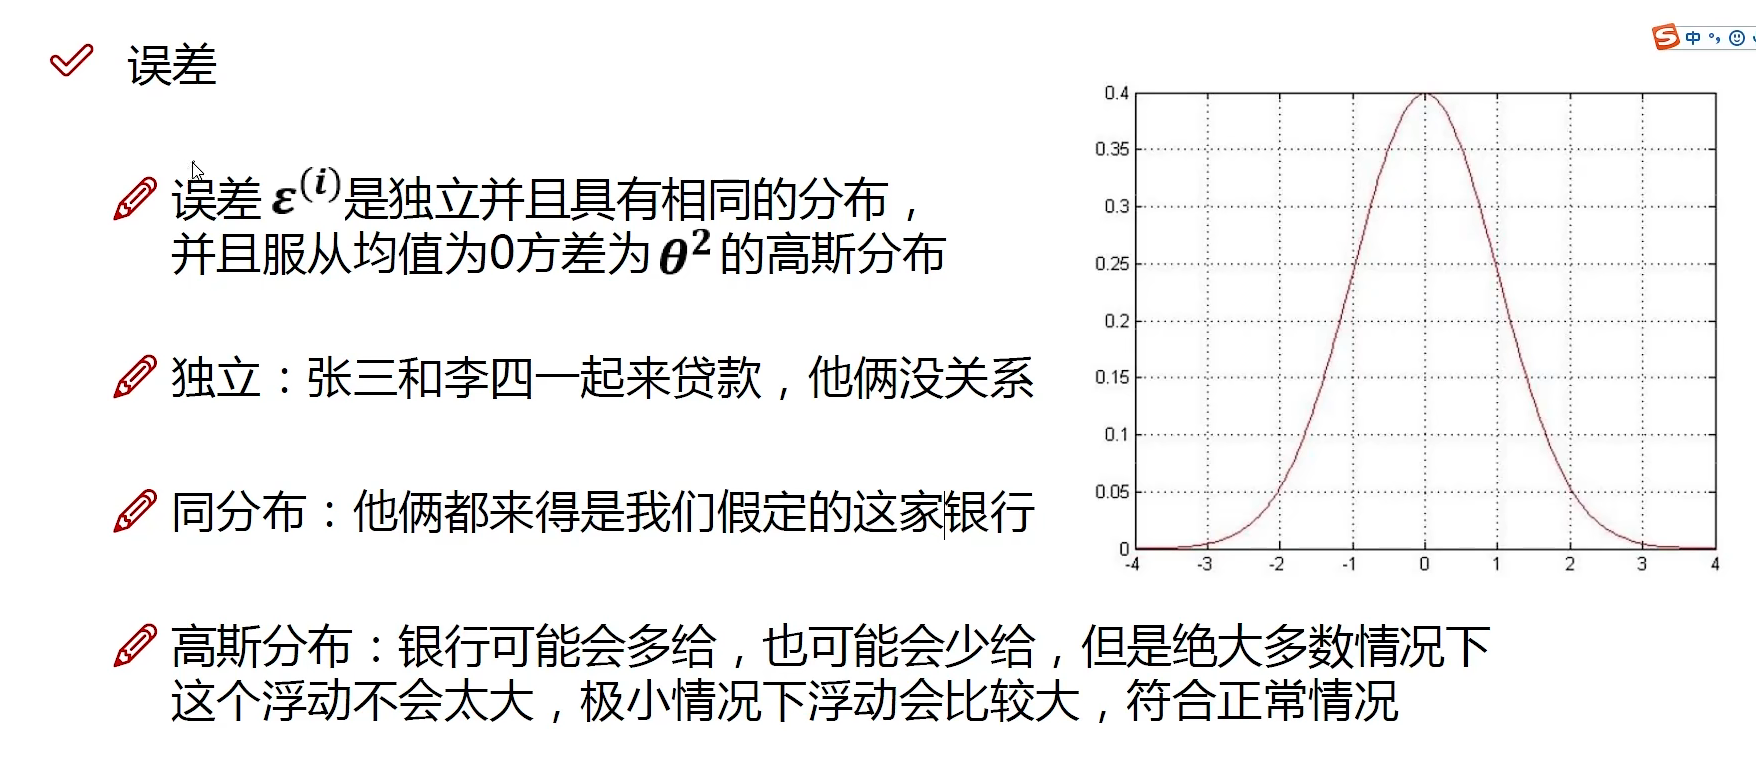 误差
误差 ε⁽ⁱ⁾是独立并且具有相同的分布，
并且服从均值为0方差为 θ² 的高斯分布
独立：张三和李四一起来贷款，他俩没关系
同分布：他俩都来得是我们假定的这家银行
高斯分布：银行可能会多给，也可能会少给，但是绝大多数情况下
这个浮动不会太大，极小情况下浮动会比较大，符合正常情况
S 中
0.4
0.35
0.3
0.25
0.2
0.15
0.1
0.05
0
-4 -3 -2 -1 0 1 2 3 4